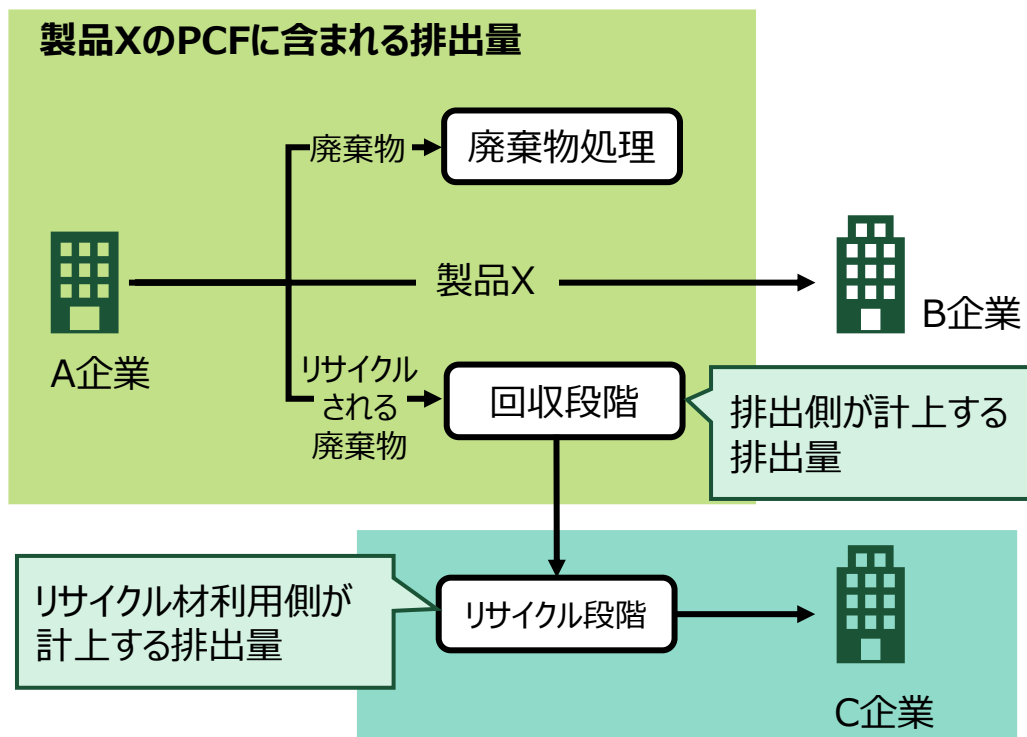 製品XのPCFに含まれる排出量
廃棄物
廃棄物処理
製品X
A企業
B企業
リサイクル
される
廃棄物
回収段階
排出側が計上する
排出量
リサイクル材利用側が
計上する排出量
リサイクル段階
C企業